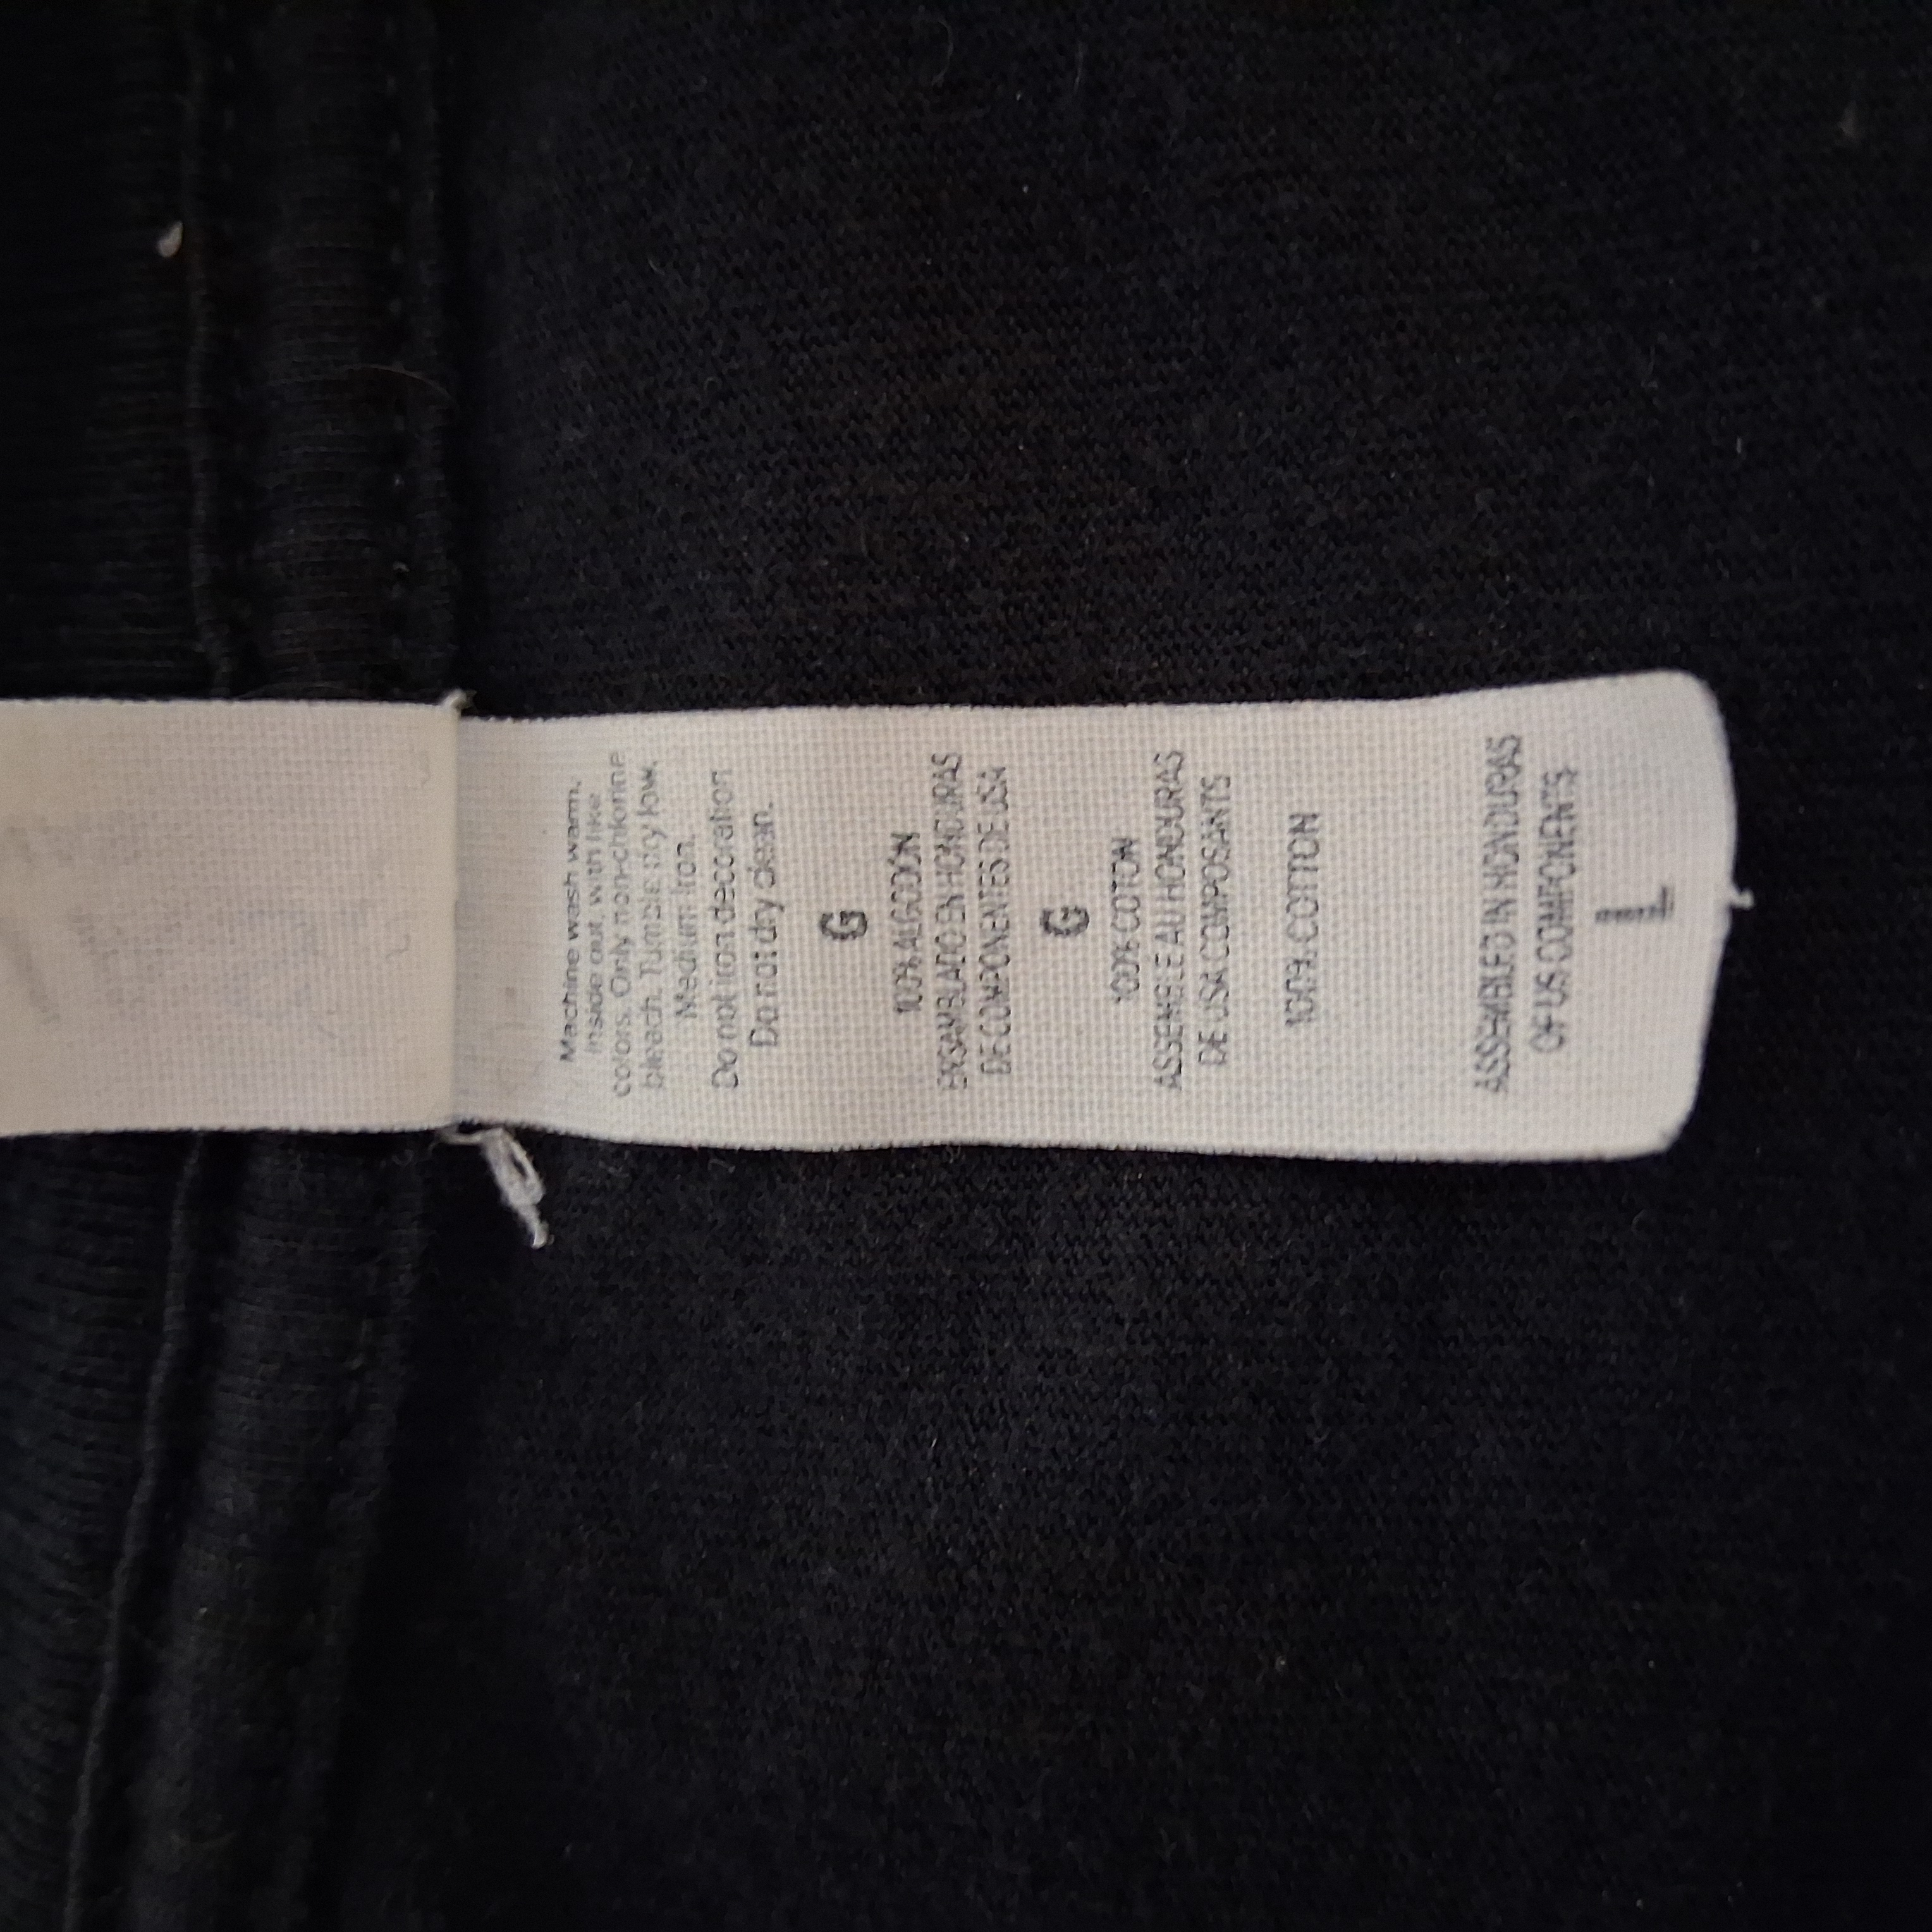 Machine wash warm,
inside out, with like
colors. Only non-chlorine
bleach. Tumble dry low.
Medium iron.
Do not iron decoration
Do not dry clean.
G
100% ALGODÓN
ENSAMBLADO EN HONDURAS
DE COMPONENTES DE USA
G
100% COTON
ASSEMBLE AU HONDURAS
DE USA COMPOSANTS
100% COTTON
ASSEMBLED IN HONDURAS
OF US COMPONENTS
L